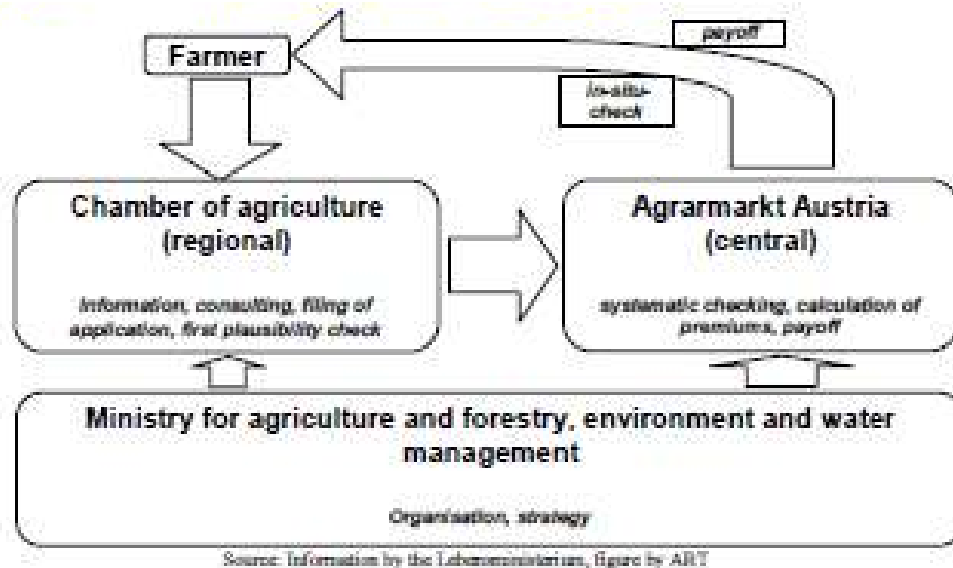 payoff
Farmer
in-situ-
check
Chamber of agriculture
(regional)
Information, consulting, filing of
application, first plausibility check
Agrarmarkt Austria
(central)
systematic checking, calculation of
premiums, payoff
Ministry for agriculture and forestry, environment and water
management
Organisation, strategy
Source: Information by the Lebensministerium, figure by ART